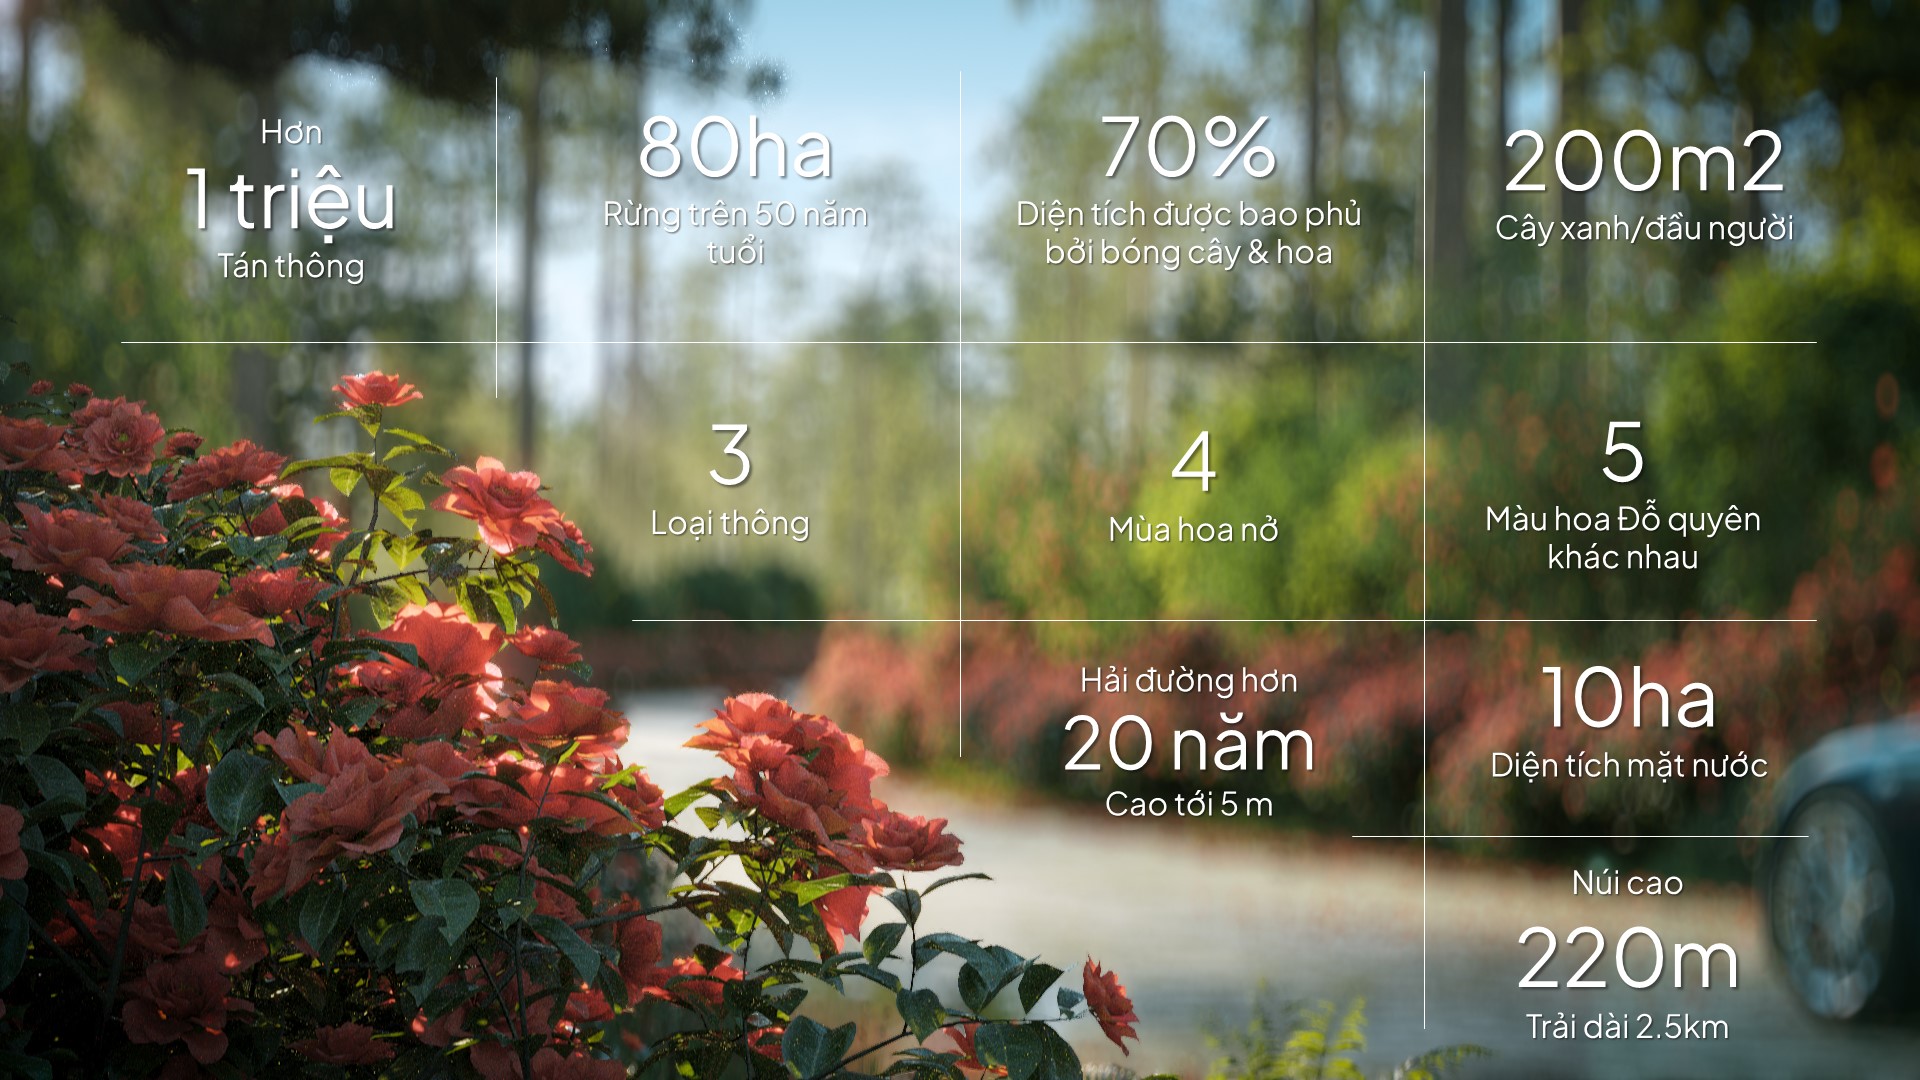 Hơn
1 triệu
Tán thông
80ha
Rừng trên 50 năm
tuổi
70%
Diện tích được bao phủ
bởi bóng cây & hoa
200m2
Cây xanh/đầu người
3
Loại thông
4
Mùa hoa nở
5
Màu hoa Đỗ quyên
khác nhau
Hải đường hơn
20 năm
Cao tới 5 m
10ha
Diện tích mặt nước
Núi cao
220m
Trải dài 2.5km